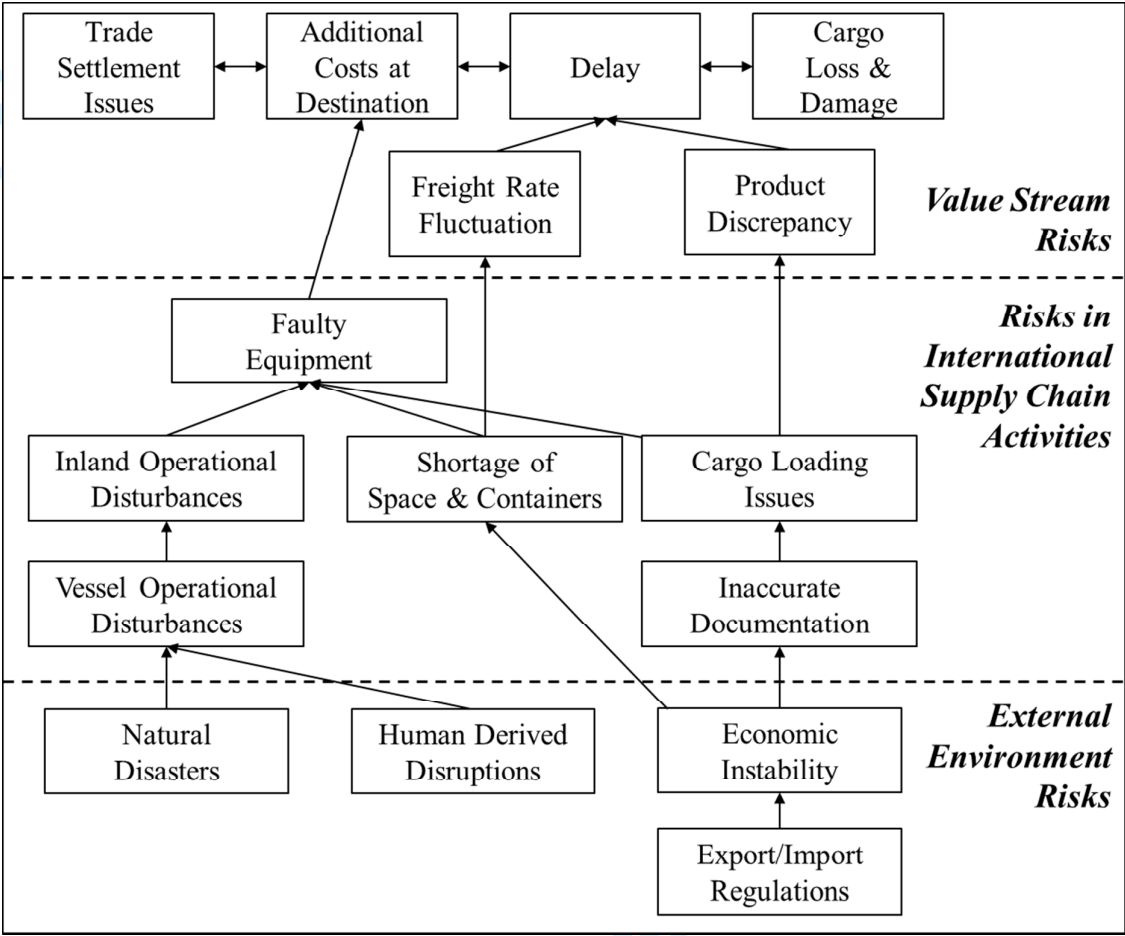 Trade
Settlement
Issues
Additional
Costs at
Destination
Delay
Cargo
Loss &
Damage
Freight Rate
Fluctuation
Product
Discrepancy
Value Stream
Risks
Faulty
Equipment
Risks in
International
Supply Chain
Activities
Inland Operational
Disturbances
Shortage of
Space & Containers
Cargo Loading
Issues
Vessel Operational
Disturbances
Inaccurate
Documentation
Natural
Disasters
Human Derived
Disruptions
Economic
Instability
External
Environment
Risks
Export/Import
Regulations